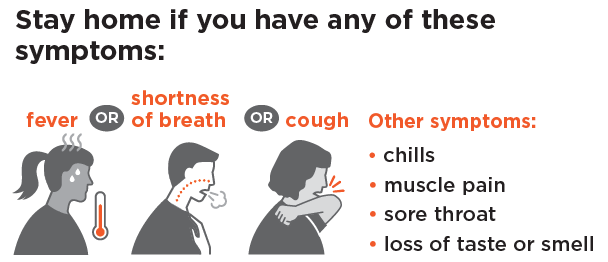 Stay home if you have any of these
symptoms:
fever OR shortness of breath OR cough
Other symptoms:
• chills
• muscle pain
• sore throat
• loss of taste or smell